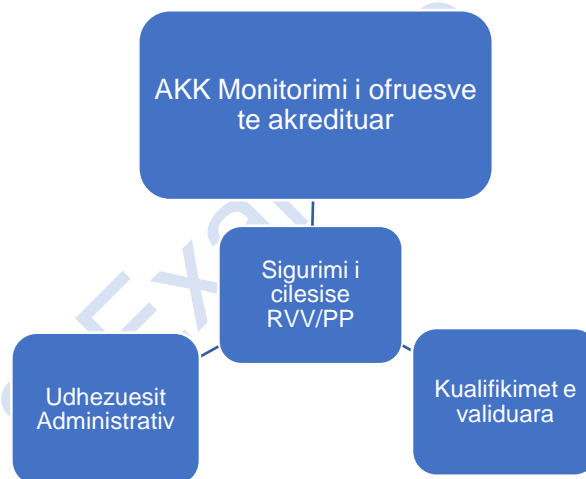 AKK Monitorimi i ofruesve
te akredituar
Sigurimi i
cilesise
RVV/PP
Udhezuesit
Administrativ
Kualifikimet e
validuara